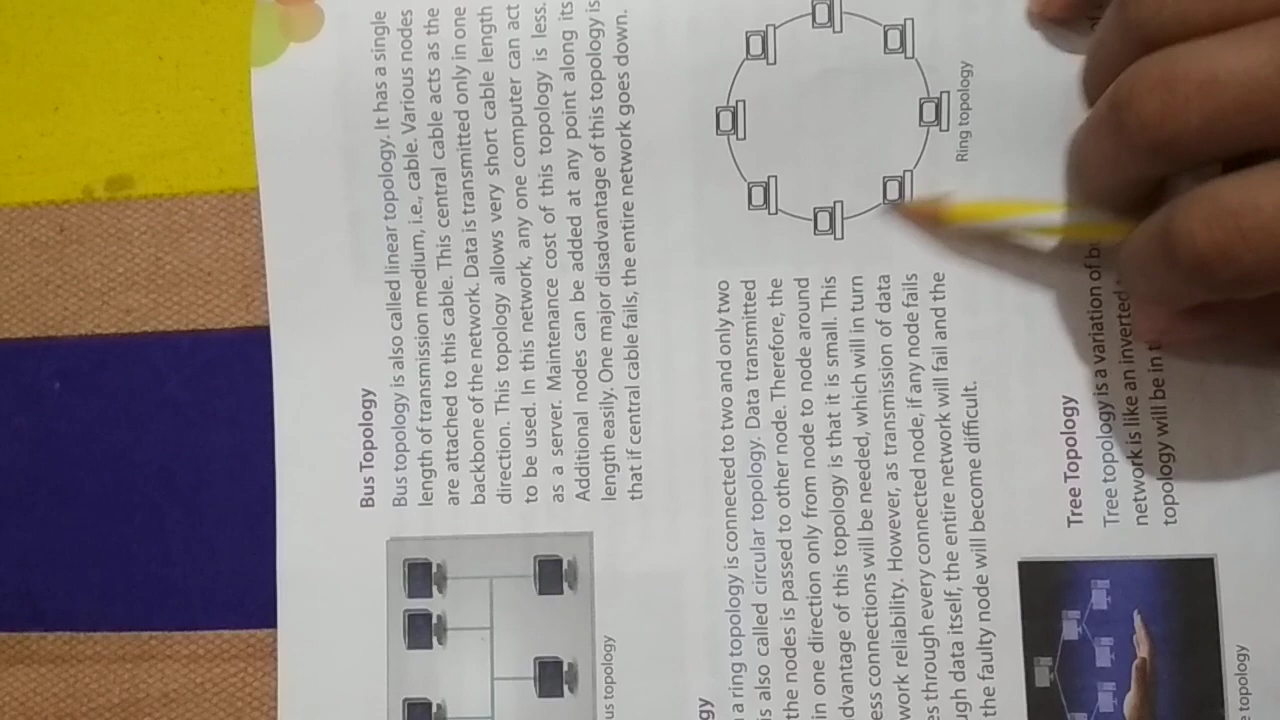 Bus Topology
Bus topology is also called linear topology. It has a single
length of transmission medium, i.e., cable. Various nodes
are attached to this cable. This central cable acts as the
backbone of the network. Data is transmitted only in one
direction. This topology allows very short cable length
to be used. In this network, any one computer can act
as a server. Maintenance cost of this topology is less.
Additional nodes can be added at any point along its
length easily. One major disadvantage of this topology is
that if central cable fails, the entire network goes down.
us topology
gy
a ring topology is connected to two and only two
is also called circular topology. Data transmitted
the nodes is passed to other node. Therefore, the
in one direction only from node to node around
dvantage of this topology is that it is small. This
ess connections will be needed, which will in turn
work reliability. However, as transmission of data
es through every connected node, if any node fails
ugh data itself, the entire network will fail and the
the faulty node will become difficult.
Ring topology
Tree Topology
Tree topology is a variation of b
network is like an inverted
topology will be in t
e topology